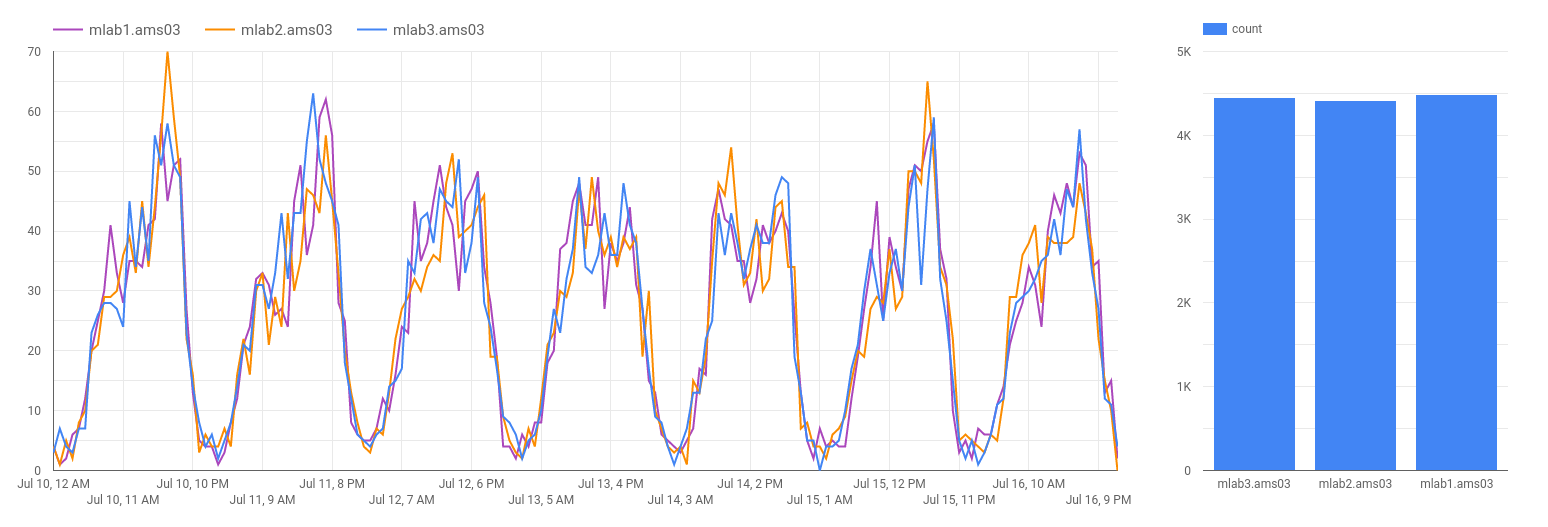 mlab1.ams03 mlab2.ams03 mlab3.ams03
70
60
50
40
30
20
10
0
Jul 10, 12 AM Jul 10, 10 PM Jul 11, 8 PM Jul 12, 6 PM Jul 13, 4 PM Jul 14, 2 PM Jul 15, 12 PM Jul 16, 10 AM
Jul 10, 11 AM Jul 11, 9 AM Jul 12, 7 AM Jul 13, 5 AM Jul 14, 3 AM Jul 15, 1 AM Jul 15, 11 PM Jul 16, 9 PM
count
5K
4K
3K
2K
1K
0
mlab3.ams03 mlab2.ams03 mlab1.ams03